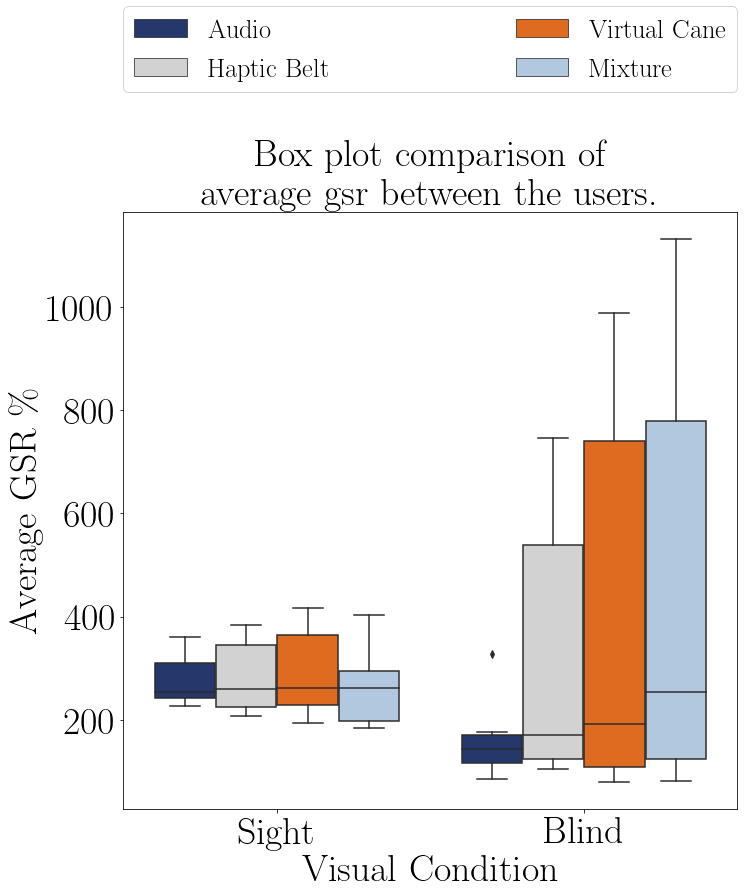 Audio
Haptic Belt
Virtual Cane
Mixture
Box plot comparison of
average gsr between the users.
Average GSR %
1000
800
600
400
200
Sight
Blind
Visual Condition